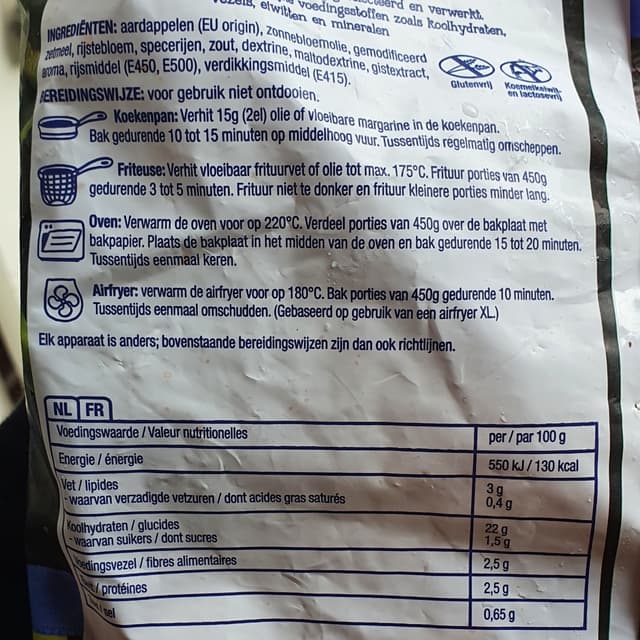 voedingsstoffen zoals koolhydraten,
eiwitten en mineralen
en verwerkt.
INGREDIËNTEN: aardappelen (EU origin), zonnebloemolie, gemodificeerd
zetmeel, rijstebloem, specerijen, zout, dextrine, maltodextrine, gistextract,
aroma, rijsmiddel (E450, E500), verdikkingsmiddel (E415).
Glutenvrij
Koemelkeiwit-
en lactosevrij
BEREIDINGSWIJZE: voor gebruik niet ontdooien.
Koekenpan: Verhit 15g (2el) olie of vloeibare margarine in de koekenpan.
Bak gedurende 10 tot 15 minuten op middelhoog vuur. Tussentijds regelmatig omscheppen.
Friteuse: Verhit vloeibaar frituurvet of olie tot max. 175°C. Frituur porties van 450g
gedurende 3 tot 5 minuten. Frituur niet te donker en frituur kleinere porties minder lang.
Oven: Verwarm de oven voor op 220°C. Verdeel porties van 450g over de bakplaat met
bakpapier. Plaats de bakplaat in het midden van de oven en bak gedurende 15 tot 20 minuten.
Tussentijds eenmaal keren.
Airfryer: verwarm de airfryer voor op 180°C. Bak porties van 450g gedurende 10 minuten.
Tussentijds eenmaal omschudden. (Gebaseerd op gebruik van een airfryer XL.)
Elk apparaat is anders; bovenstaande bereidingswijzen zijn dan ook richtlijnen.
NL FR
Voedingswaarde / Valeur nutritionelles per / par 100 g
Energie / énergie 550 kJ / 130 kcal
Vet / lipides 3 g
- waarvan verzadigde vetzuren / dont acides gras saturés 0,4 g
Koolhydraten / glucides 22 g
- waarvan suikers / dont sucres 1,5 g
Voedingsvezel / fibres alimentaires 2,5 g
/ protéines 2,5 g
/ sel 0,65 g